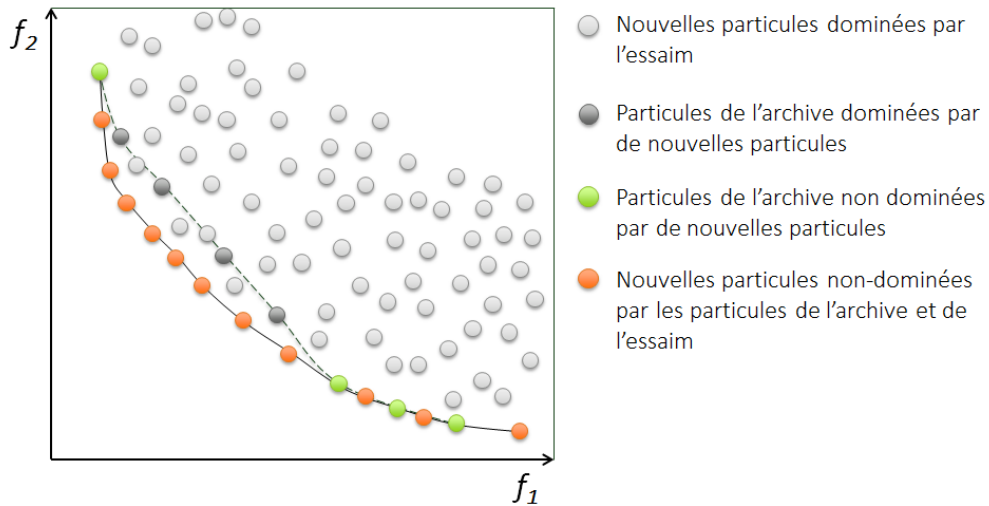 f2
Nouvelles particules dominées par
l’essaim
Particules de l’archive dominées par
de nouvelles particules
Particules de l’archive non dominées
par de nouvelles particules
Nouvelles particules non-dominées
par les particules de l’archive et de
l’essaim
f1